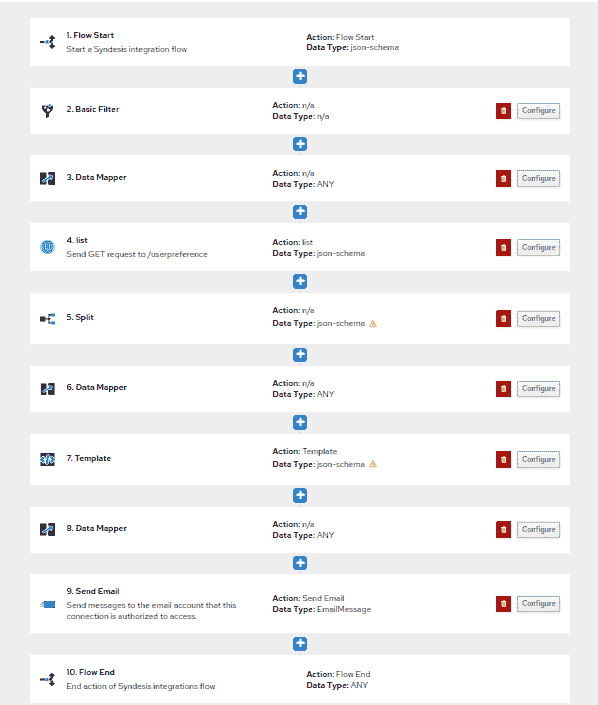 1. Flow Start
Start a Syndesis integration flow
Action: Flow Start
Data Type: json-schema
2. Basic Filter
Action: n/a
Data Type: n/a
Configure
3. Data Mapper
Action: n/a
Data Type: ANY
Configure
4. list
Send GET request to /userpreference
Action: list
Data Type: json-schema
Configure
5. Split
Action: n/a
Data Type: json-schema
Configure
6. Data Mapper
Action: n/a
Data Type: ANY
Configure
7. Template
Action: Template
Data Type: json-schema
Configure
8. Data Mapper
Action: n/a
Data Type: ANY
Configure
9. Send Email
Send messages to the email account that this
connection is authorized to access.
Action: Send Email
Data Type: EmailMessage
Configure
10. Flow End
End action of Syndesis integrations flow
Action: Flow End
Data Type: ANY